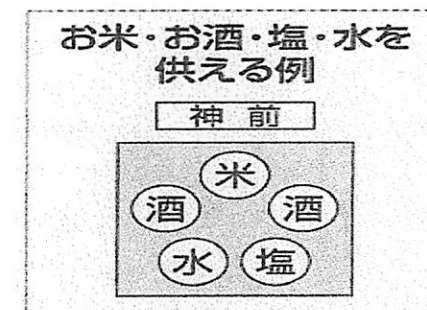 お米・お酒・塩・水を
供える例
神前
米
酒 酒
水 塩